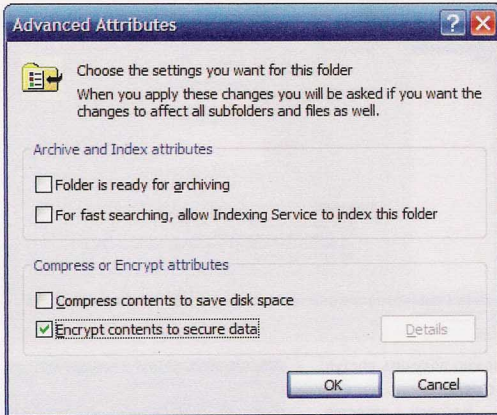 Advanced Attributes
Choose the settings you want for this folder
When you apply these changes you will be asked if you want the
changes to affect all subfolders and files as well.
Archive and Index attributes
Folder is ready for archiving
For fast searching, allow Indexing Service to index this folder
Compress or Encrypt attributes
Compress contents to save disk space
Encrypt contents to secure data
Details
OK
Cancel